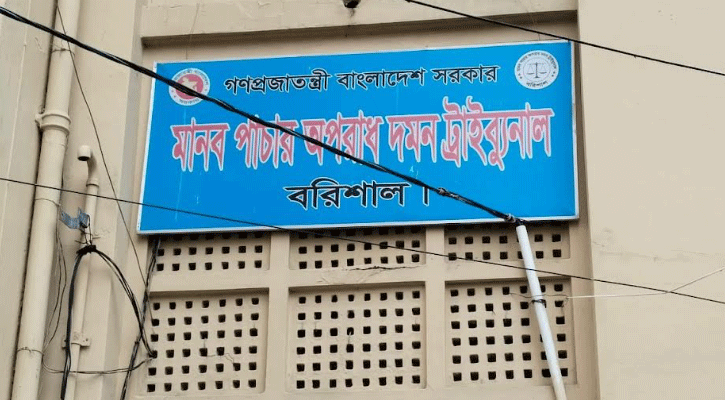 গণপ্রজাতন্ত্রী বাংলাদেশ সরকার
মানব পাচার অপরাধ দমন ট্রাইব্যুনাল
বরিশাল।